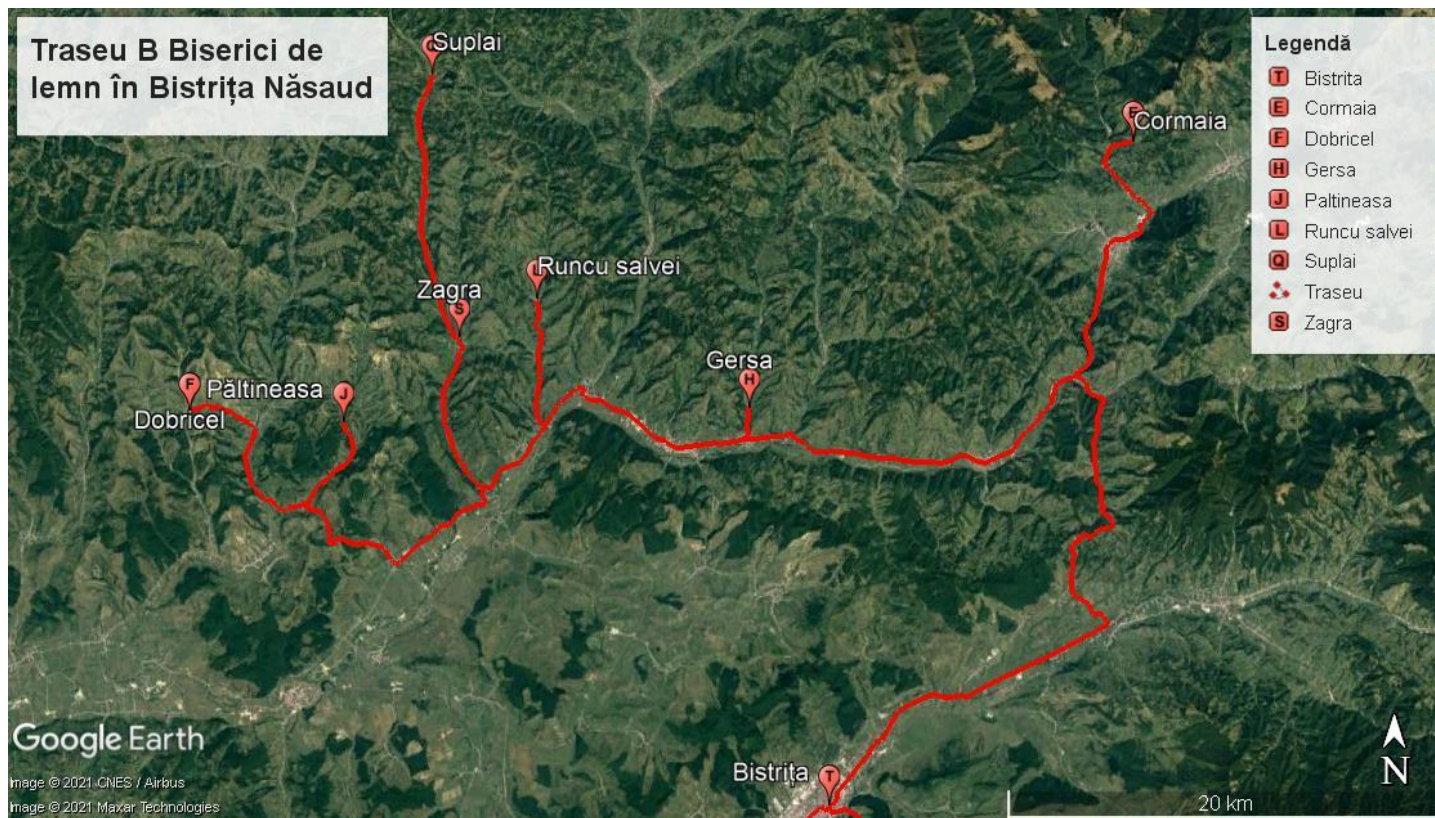 Traseu B Biserici de
lemn în Bistrița Năsaud
Suplai
Cormaia
E
Legendă
T Bistrita
E Cormaia
F Dobricel
H Gersa
J Paltineasa
L Runcu salvei
Q Suplai
Traseu
S Zagra
Runcu salvei
Zagra
S
Gersa
H
F
Păltineasa
J
Dobricel
Bistrița
T
Google Earth
Image © 2021 CNES / Airbus
Image © 2021 Maxar Technologies
N
20 km